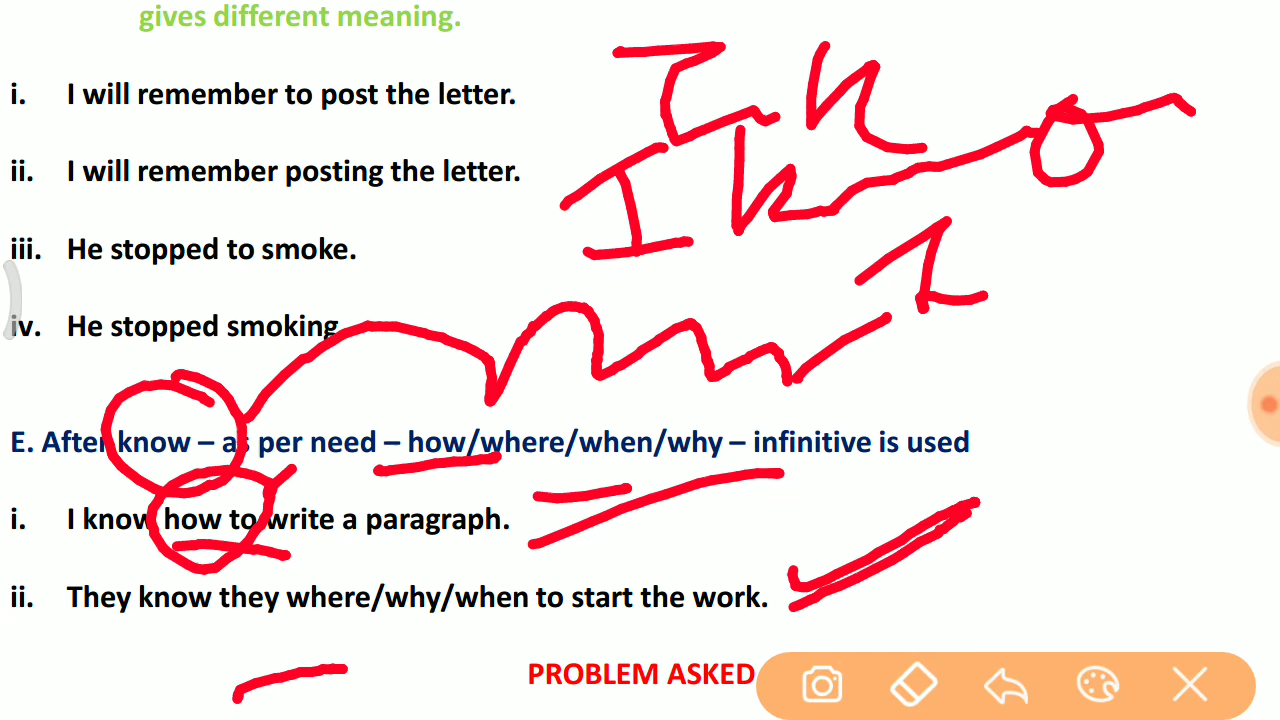 gives different meaning.
i. I will remember to post the letter.
ii. I will remember posting the letter.
iii. He stopped to smoke.
iv. He stopped smoking
E. After know – as per need – how/where/when/why – infinitive is used
i. I know how to write a paragraph.
ii. They know they where/why/when to start the work.
PROBLEM ASKED